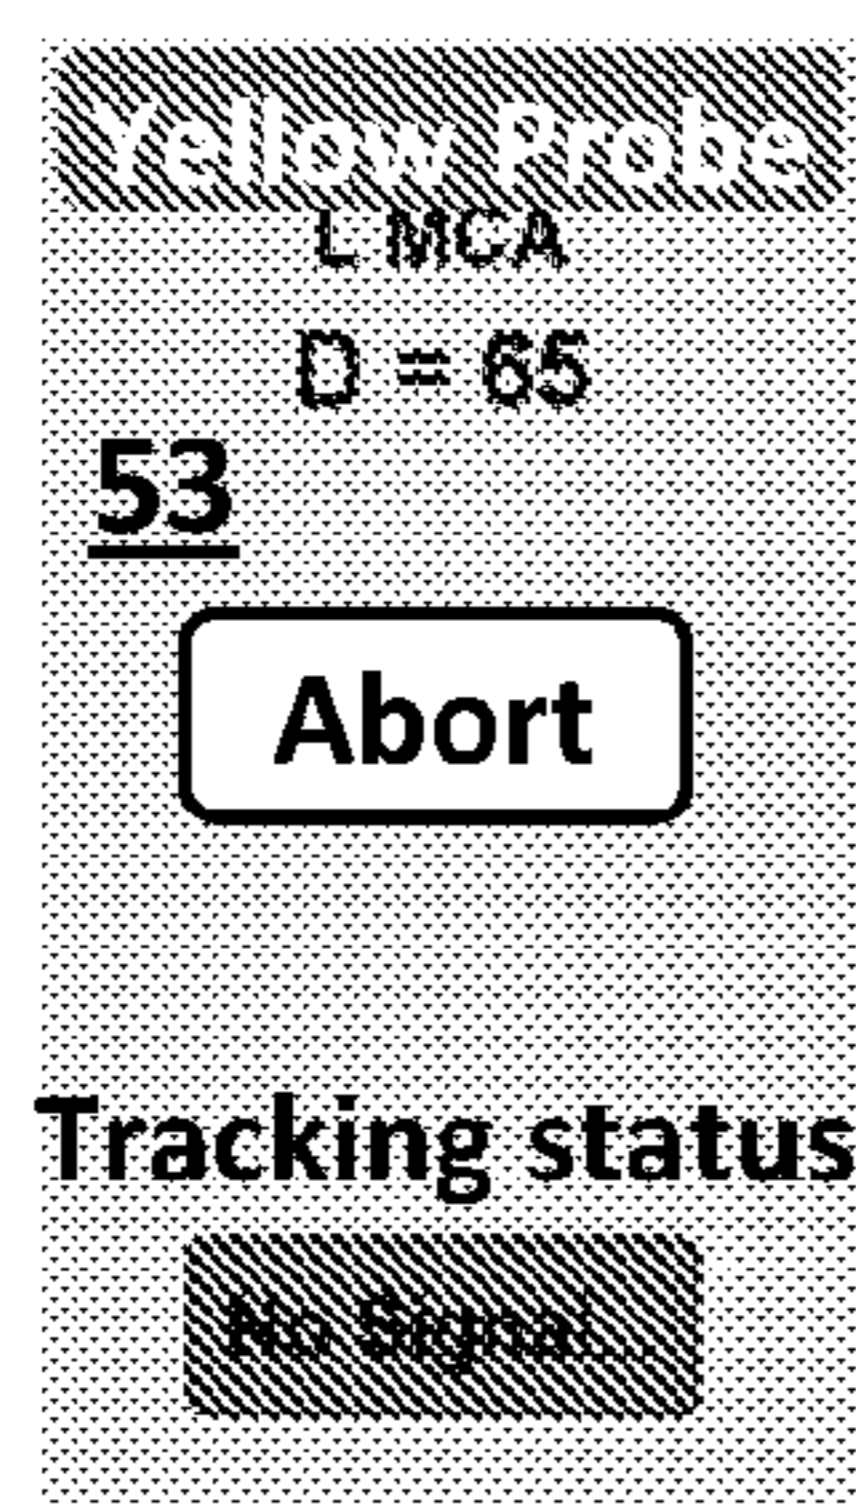 Yellow Probe
L MCA
D = 65
53
Abort
Tracking status
No Signal...